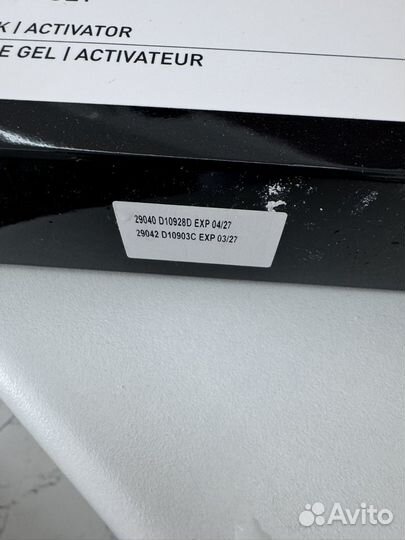 K | ACTIVATOR
E GEL | ACTIVATEUR
29040 D10928D EXP 04/27
29042 D10903C EXP 03/27
Avito